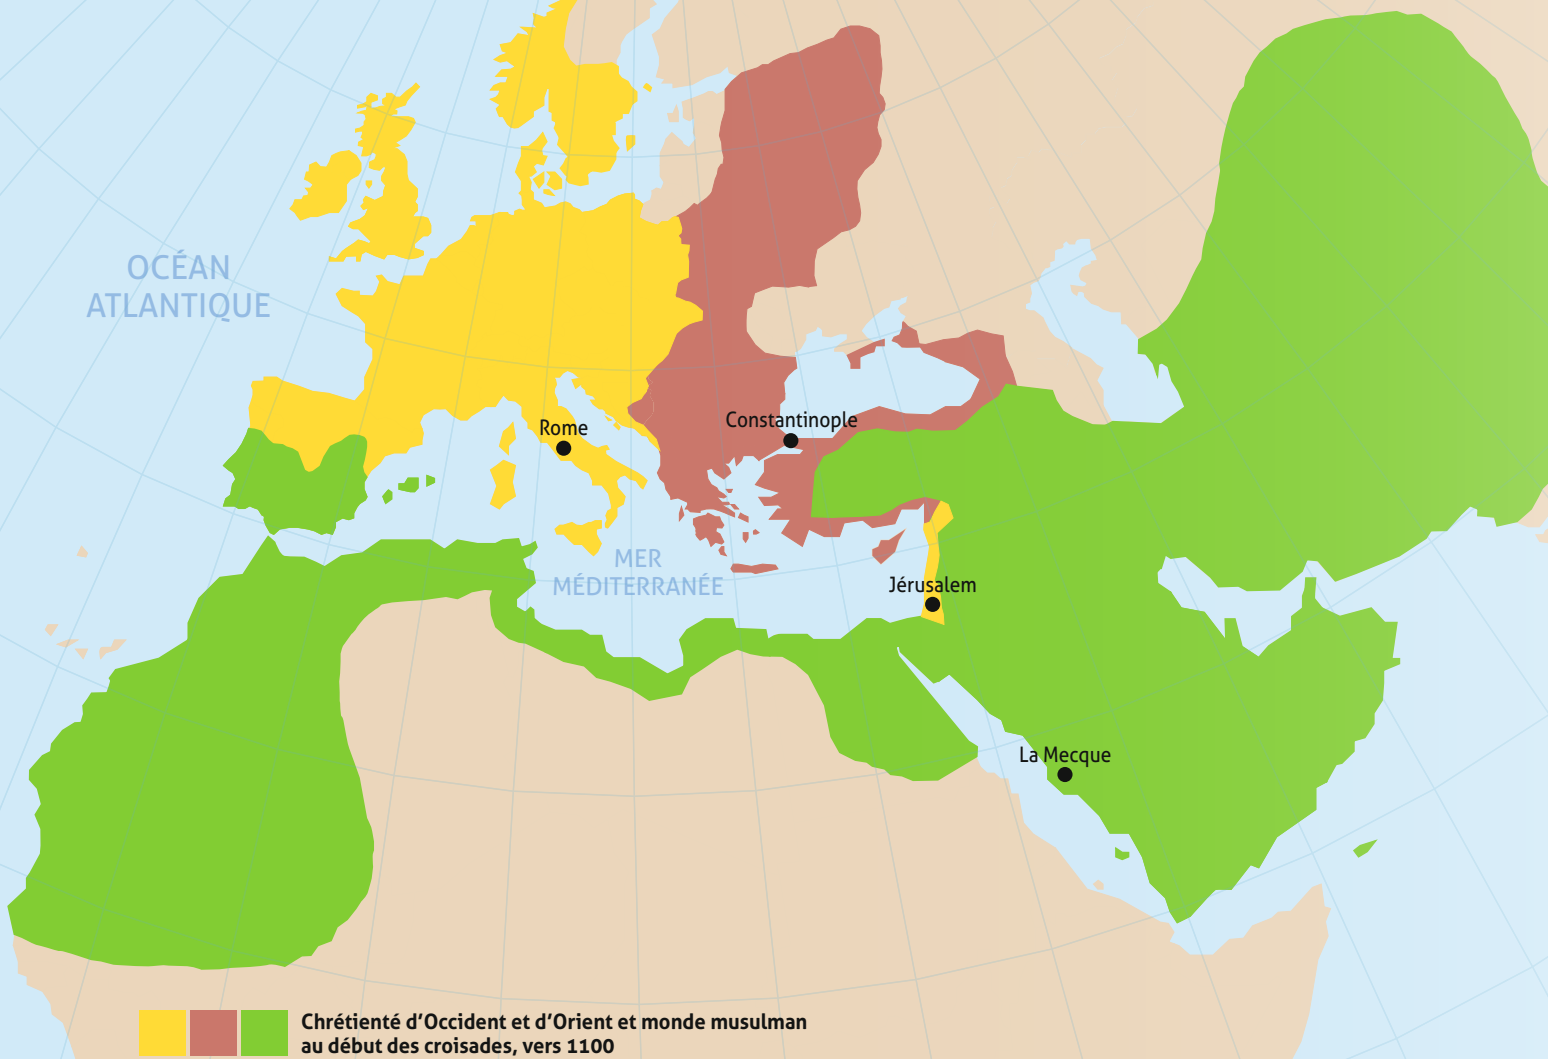 OCÉAN
ATLANTIQUE
Constantinople
Rome
MER
MÉDITERRANÉE
Jérusalem
La Mecque
Chrétienté d’Occident et d’Orient et monde musulman
au début des croisades, vers 1100